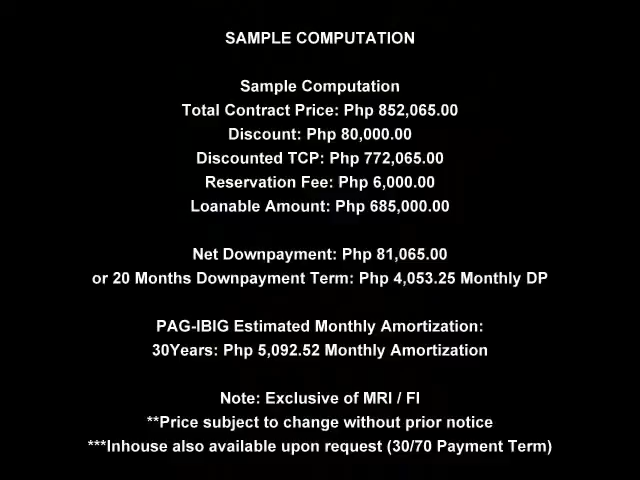 SAMPLE COMPUTATION
Sample Computation
Total Contract Price: Php 852,065.00
Discount: Php 80,000.00
Discounted TCP: Php 772,065.00
Reservation Fee: Php 6,000.00
Loanable Amount: Php 685,000.00
Net Downpayment: Php 81,065.00
or 20 Months Downpayment Term: Php 4,053.25 Monthly DP
PAG-IBIG Estimated Monthly Amortization:
30Years: Php 5,092.52 Monthly Amortization
Note: Exclusive of MRI / FI
**Price subject to change without prior notice
***Inhouse also available upon request (30/70 Payment Term)